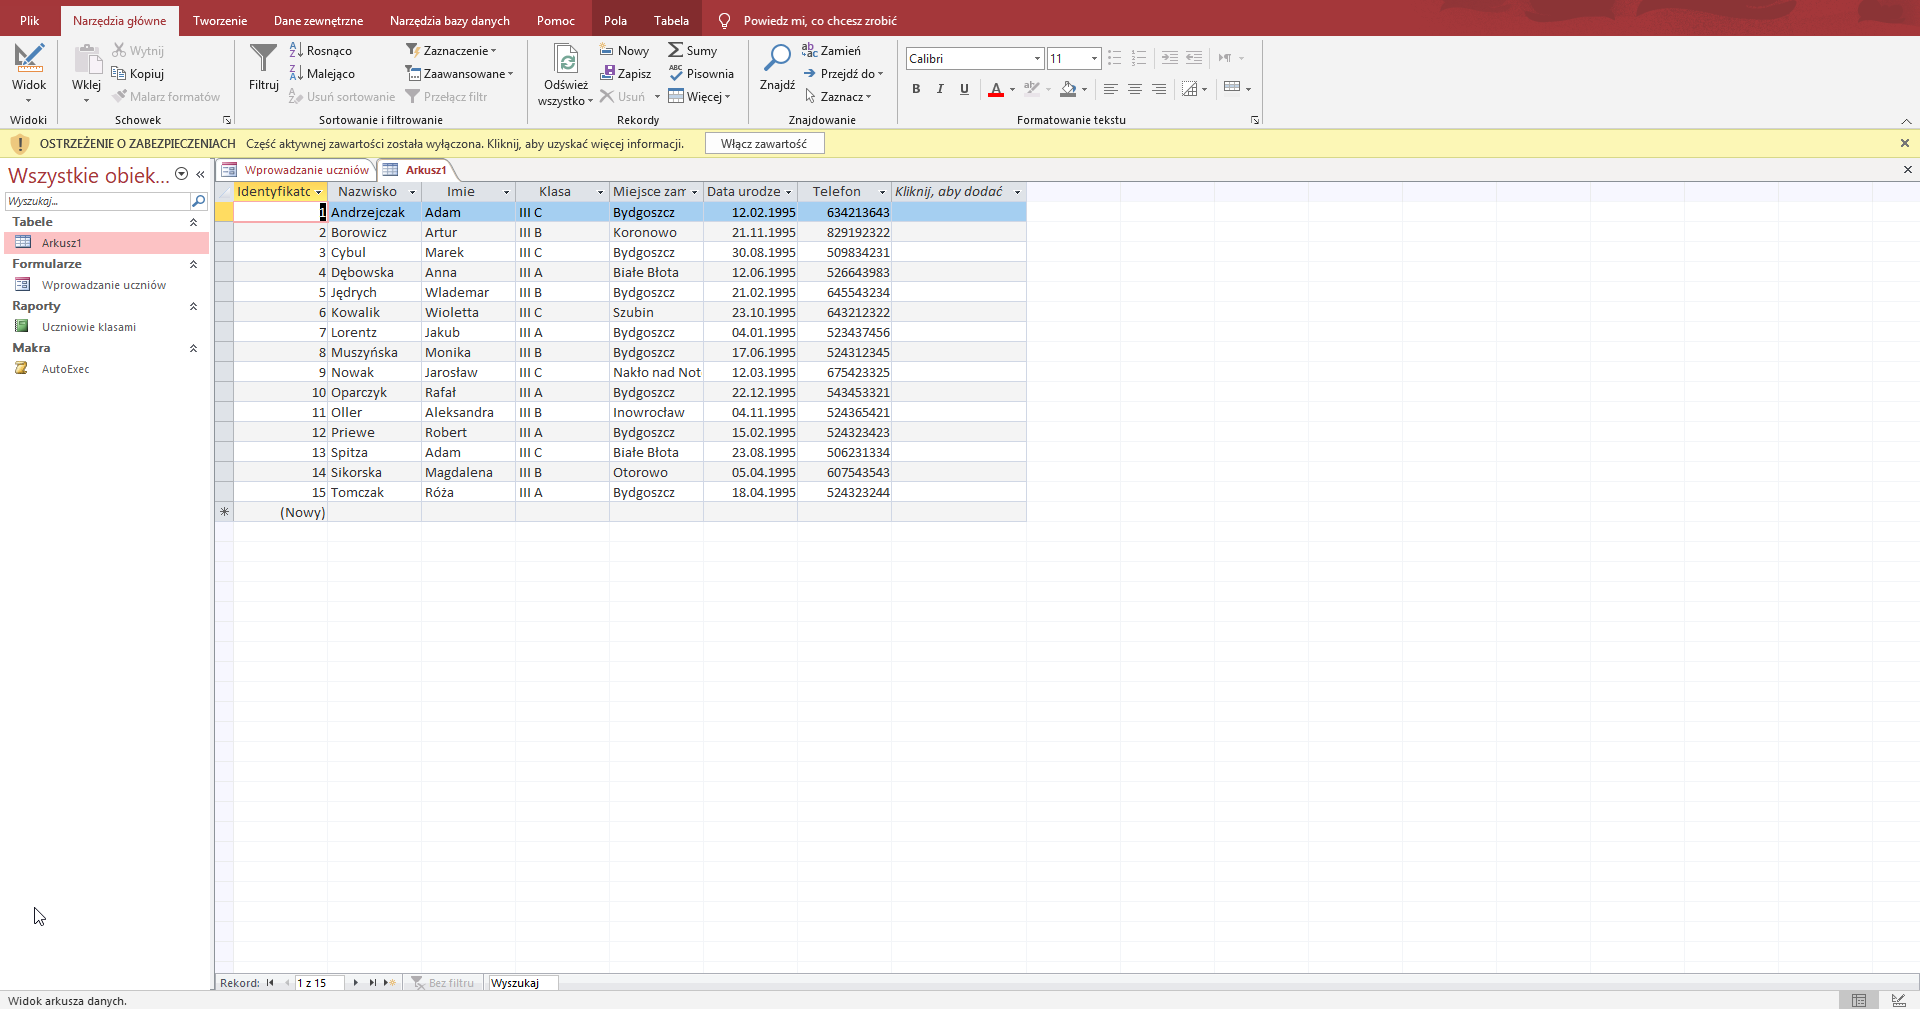 Plik Narzędzia główne Tworzenie Dane zewnętrzne Narzędzia bazy danych Pomoc Pola Tabela Powiedz mi, co chcesz zrobić
Widok
Widoki
Wklej
Wytnij
Kopiuj
Malarz formatów
Schowek
Filtruj
Rosnąco
Malejąco
Usuń sortowanie
Zaznaczenie
Zaawansowane
Przełącz filtr
Sortowanie i filtrowanie
Odśwież
wszystko
Nowy
Zapisz
Usuń
Sumy
Pisownia
Więcej
Rekordy
Znajdź
Zamień
Przejdź do
Zaznacz
Znajdowanie
Calibri 11
B I U A
Formatowanie tekstu
OSTRZEŻENIE O ZABEZPIECZENIACH Część aktywnej zawartości została wyłączona. Kliknij, aby uzyskać więcej informacji. Włącz zawartość
Wszystkie obiek...
Wyszukaj...
Tabele
Arkusz1
Formularze
Wprowadzanie uczniów
Raporty
Uczniowie klasami
Makra
AutoExec
Wprowadzanie uczniów Arkusz1
Identyfikatc Nazwisko Imie Klasa Miejsce zam Data urodze Telefon Kliknij, aby dodać
1 Andrzejczak Adam III C Bydgoszcz 12.02.1995 634213643
2 Borowicz Artur III B Koronowo 21.11.1995 829192322
3 Cybul Marek III C Bydgoszcz 30.08.1995 509834231
4 Dębowska Anna III A Białe Błota 12.06.1995 526643983
5 Jędrych Wlademar III B Bydgoszcz 21.02.1995 645543234
6 Kowalik Wioletta III C Szubin 23.10.1995 643212322
7 Lorentz Jakub III A Bydgoszcz 04.01.1995 523437456
8 Muszyńska Monika III B Bydgoszcz 17.06.1995 524312345
9 Nowak Jarosław III C Nakło nad Not 12.03.1995 675423325
10 Oparczyk Rafał III A Bydgoszcz 22.12.1995 543453321
11 Oller Aleksandra III B Inowrocław 04.11.1995 524365421
12 Priewe Robert III A Bydgoszcz 15.02.1995 524323423
13 Spitza Adam III C Białe Błota 23.08.1995 506231334
14 Sikorska Magdalena III B Otorowo 05.04.1995 607543543
15 Tomczak Róża III A Bydgoszcz 18.04.1995 524323244
(Nowy)
Rekord: 1 z 15 Bez filtru Wyszukaj
Widok arkusza danych.